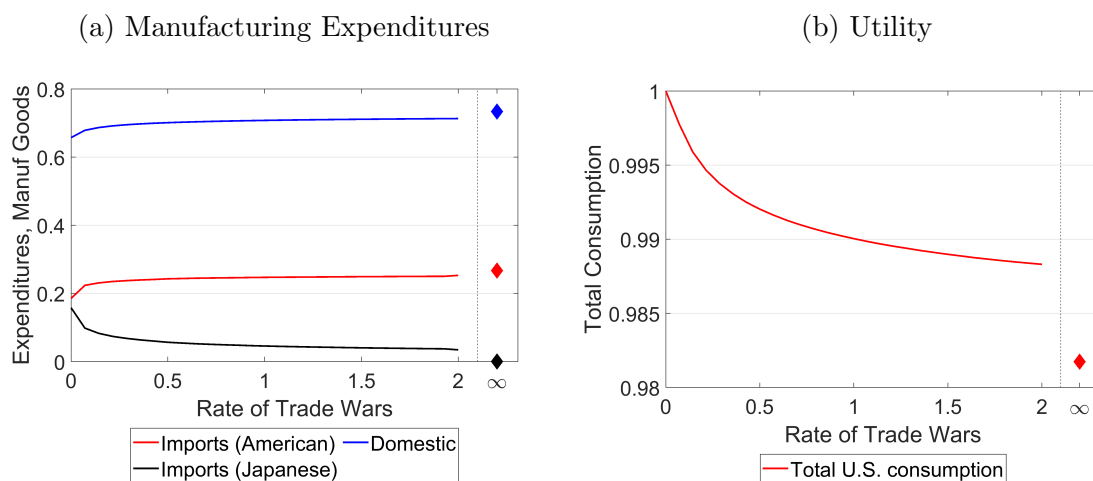 (a) Manufacturing Expenditures
Expenditures, Manuf Goods
0.8
0.6
0.4
0.2
0
0 0.5 1 1.5 2 ∞
Rate of Trade Wars
Imports (American) Domestic
Imports (Japanese)
(b) Utility
Total Consumption
1
0.995
0.99
0.985
0.98
0 0.5 1 1.5 2 ∞
Rate of Trade Wars
Total U.S. consumption